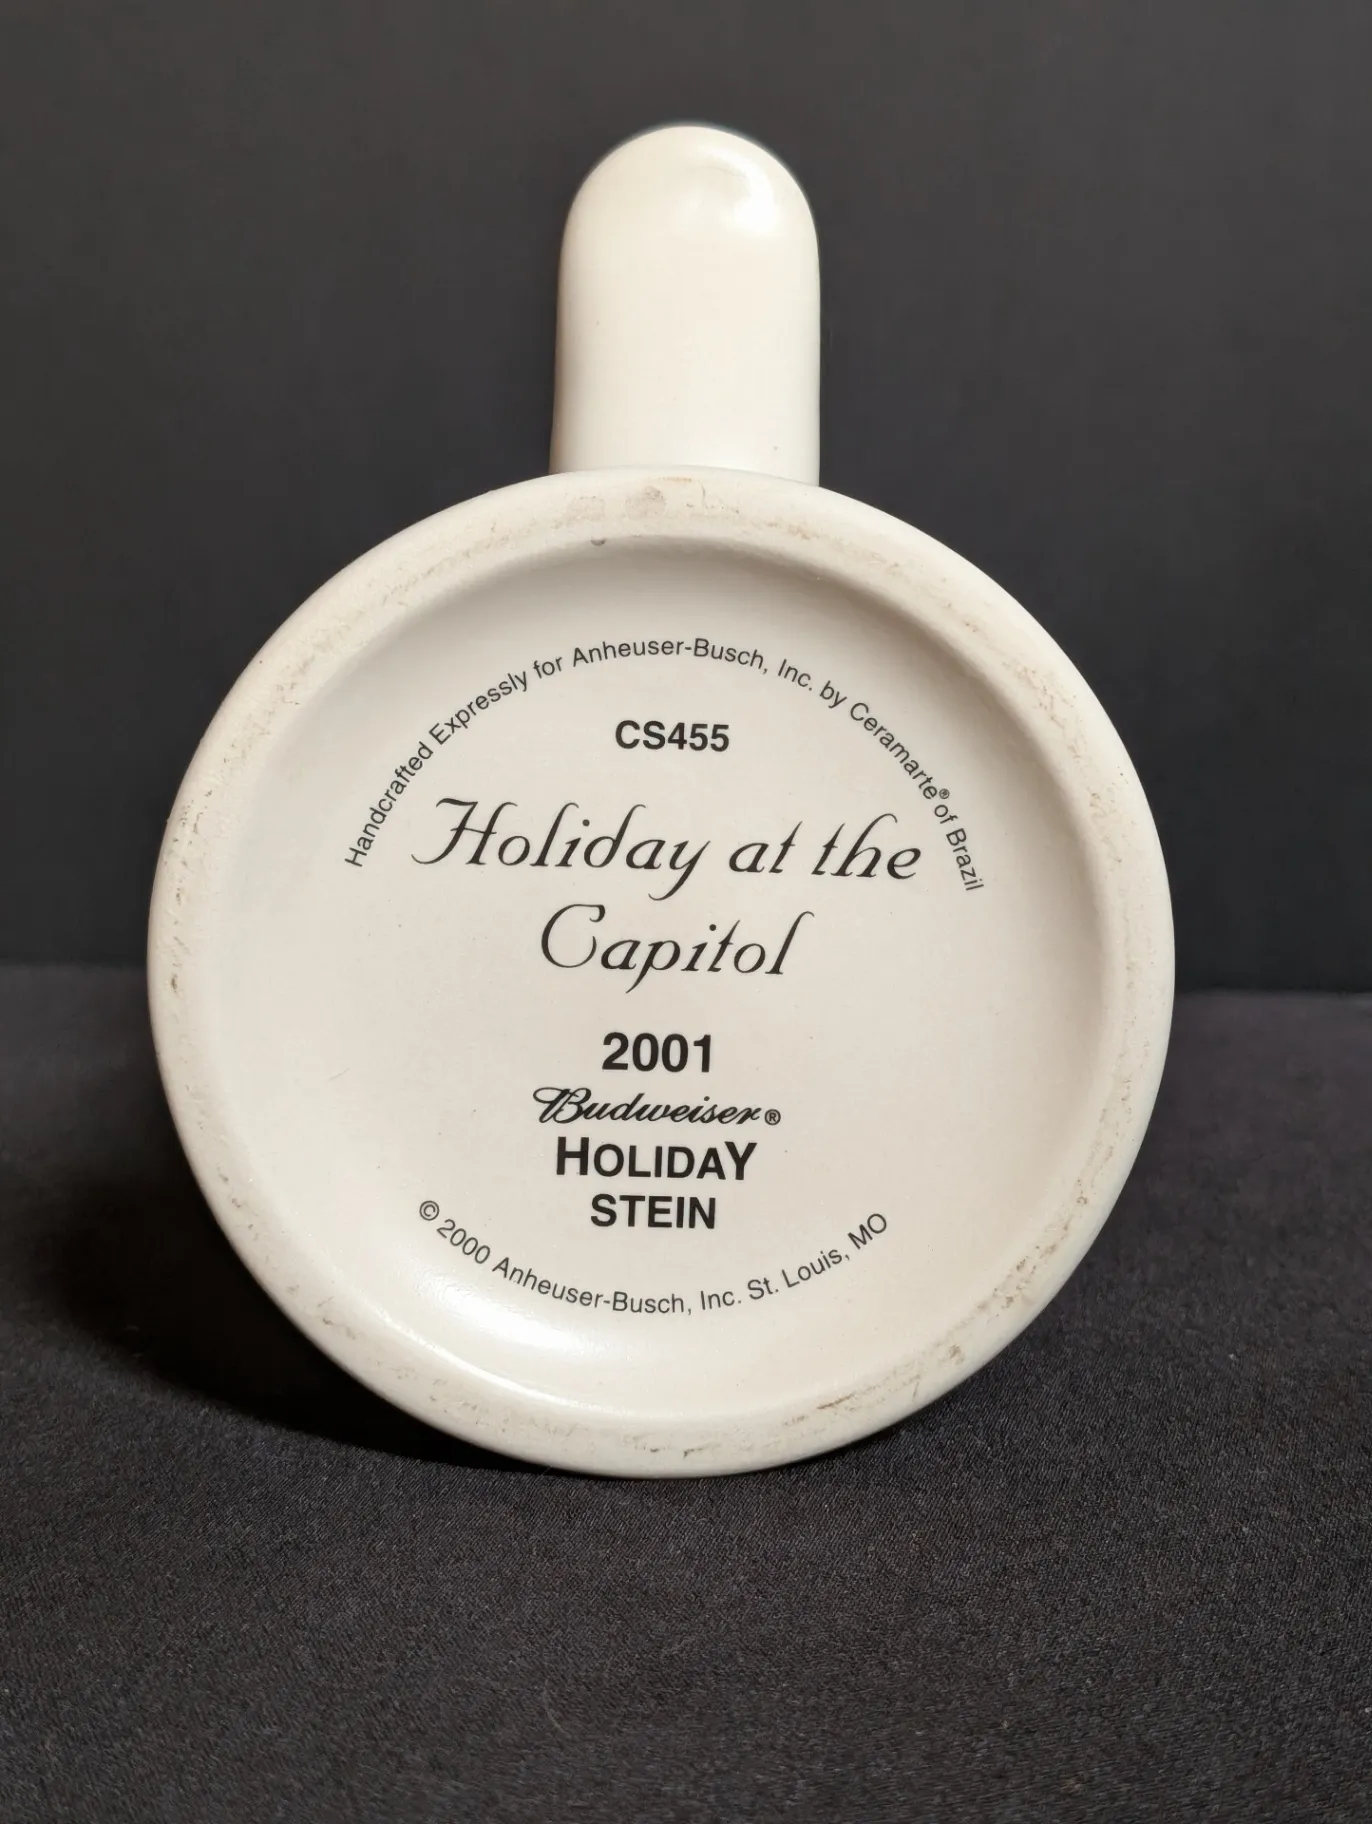 Handcrafted Expressly for Anheuser-Busch, Inc. by Ceramarte® of Brazil
CS455
Holiday at the
Capitol
2001
Budweiser®
HOLIDAY
STEIN
© 2000 Anheuser-Busch, Inc. St. Louis, MO